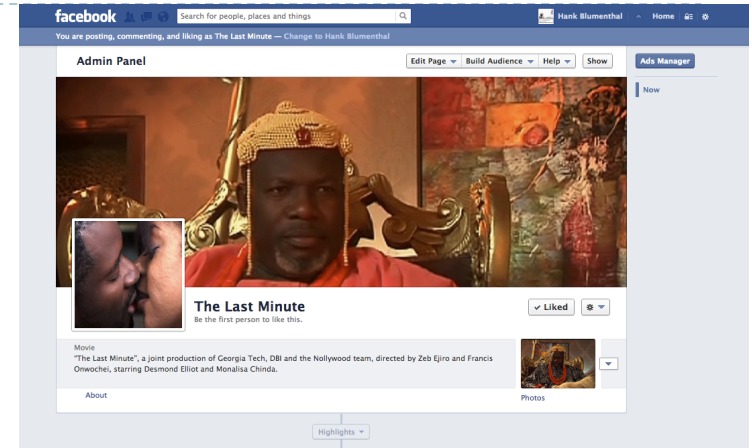 facebook
Search for people, places and things
Hank Blumenthal
Home
You are posting, commenting, and liking as The Last Minute — Change to Hank Blumenthal
Admin Panel
Edit Page
Build Audience
Help
Show
Ads Manager
Now
The Last Minute
Be the first person to like this.
Liked
Movie
"The Last Minute", a joint production of Georgia Tech, DBI and the Nollywood team, directed by Zeb Ejiro and Francis
Onwochei, starring Desmond Elliot and Monalisa Chinda.
About
Photos
Highlights